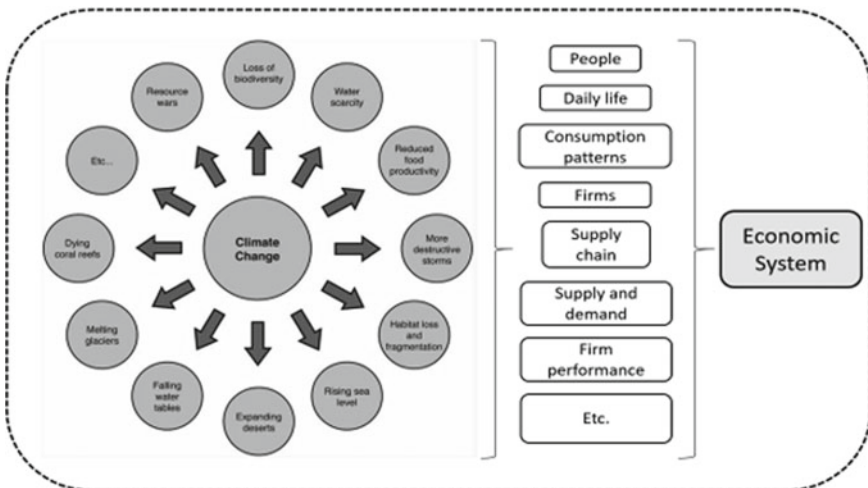 Loss of
biodiversity
Water
scarcity
Reduced
food
productivity
More
destructive
storms
Habitat loss
and
fragmentation
Rising sea
level
Expanding
deserts
Falling
water
tables
Melting
glaciers
Dying
coral reefs
Etc...
Resource
wars
Climate
Change
People
Daily life
Consumption
patterns
Firms
Supply
chain
Supply and
demand
Firm
performance
Etc.
Economic
System